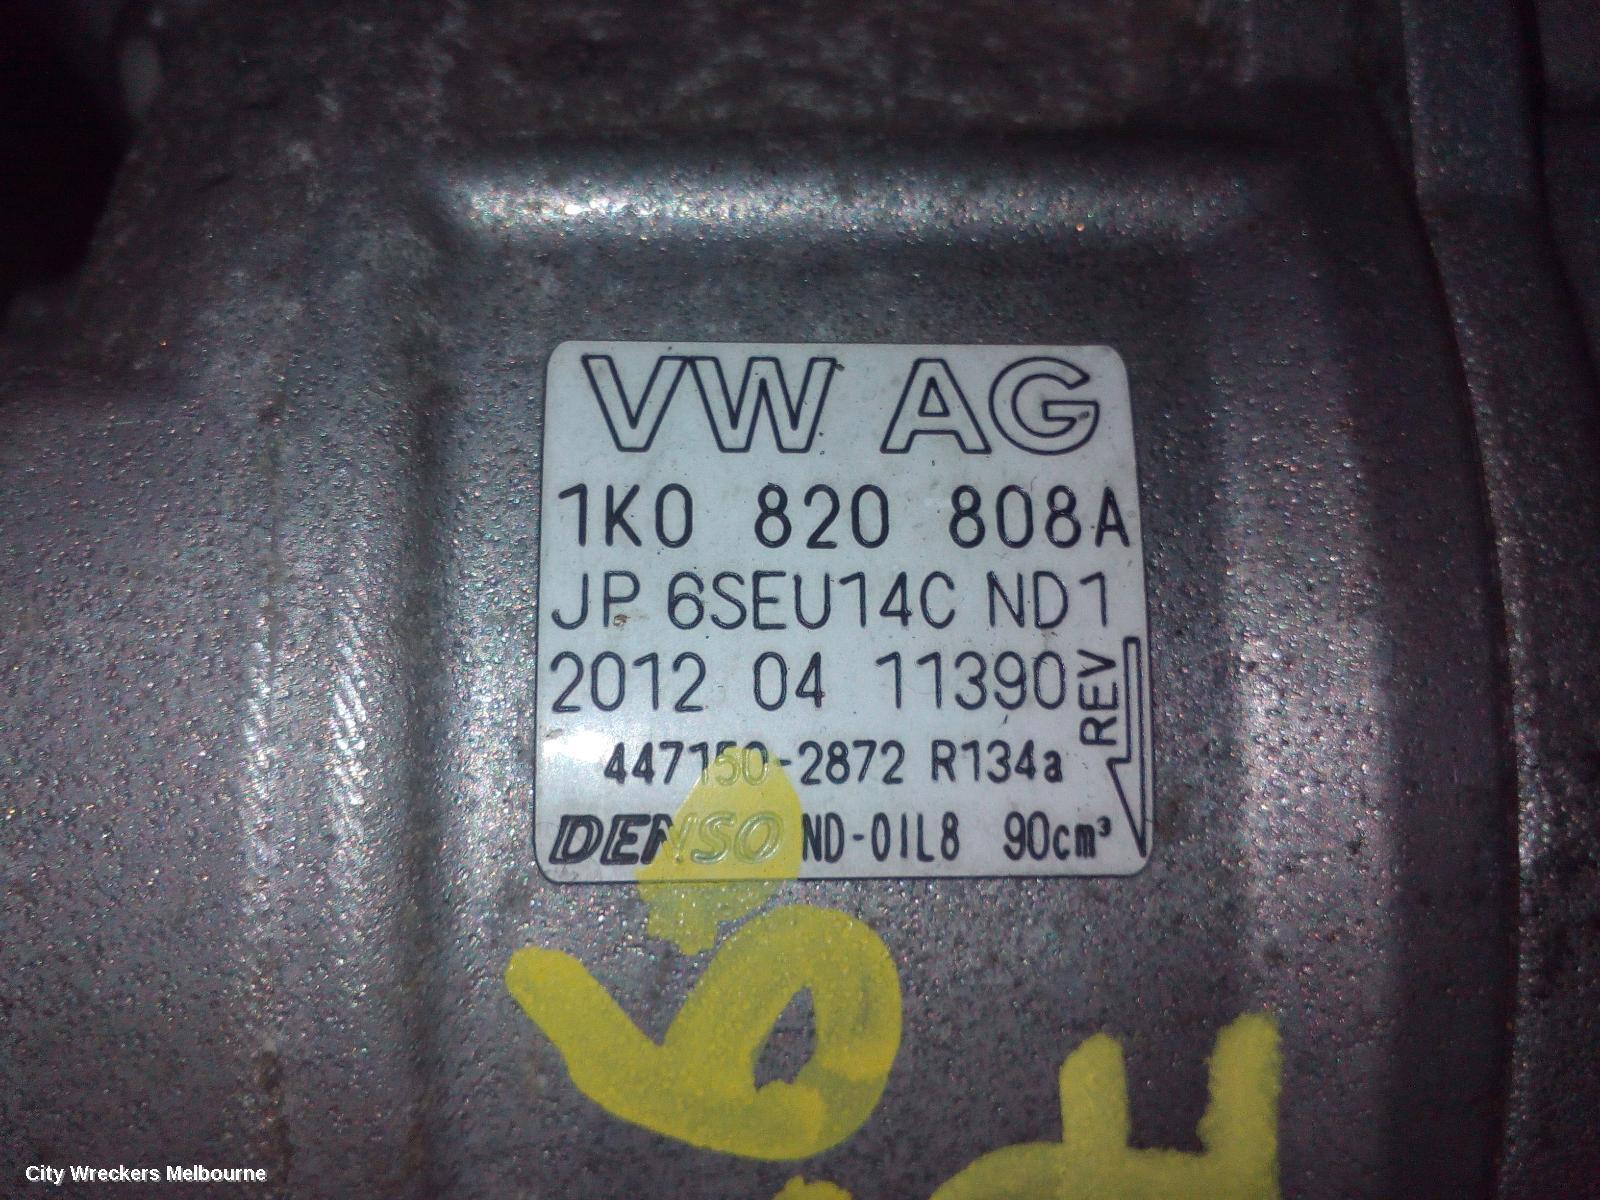 VW AG
1K0 820 808A
JP 6SEU14C ND1
2012 04 11390
REV
447150-2872 R134a
DENSO ND-OIL8 90cm³
City Wreckers Melbourne